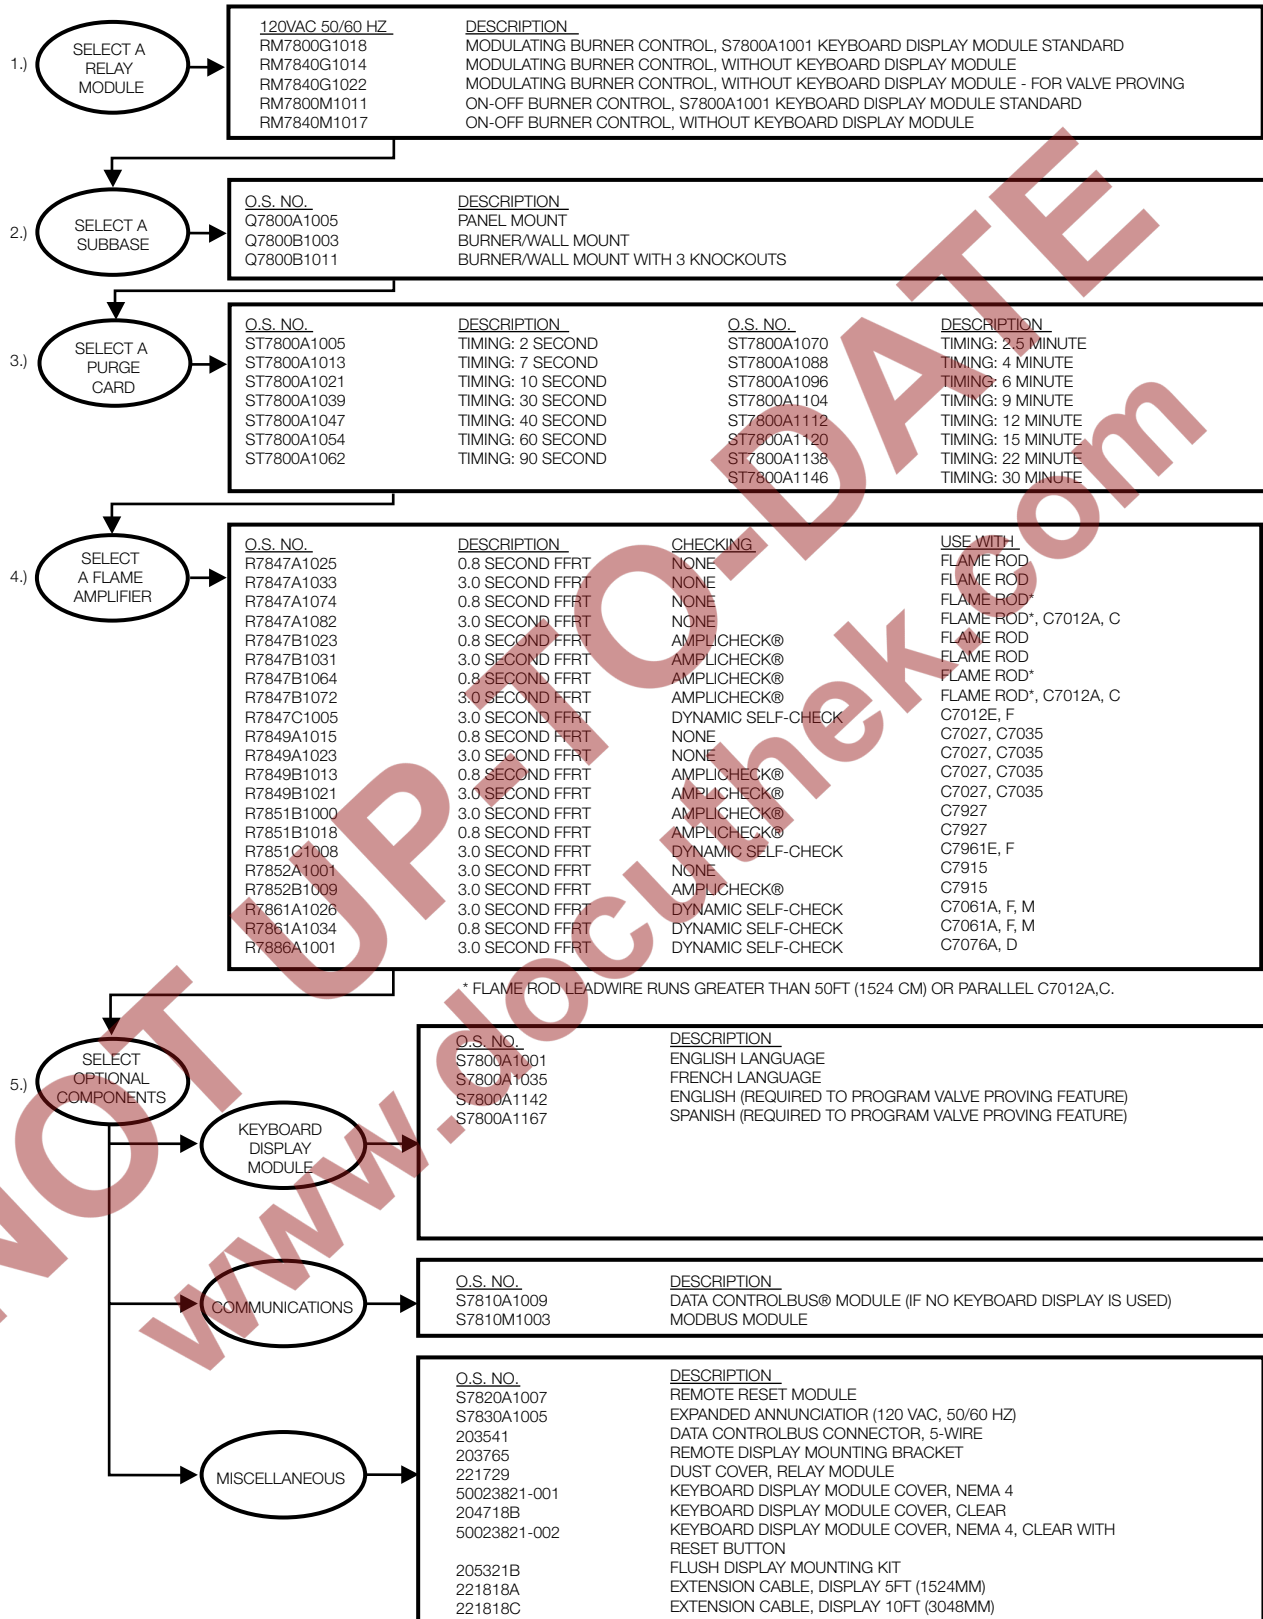 1.) SELECT A
RELAY
MODULE
120VAC 50/60 HZ DESCRIPTION
RM7800G1018 MODULATING BURNER CONTROL, S7800A1001 KEYBOARD DISPLAY MODULE STANDARD
RM7840G1014 MODULATING BURNER CONTROL, WITHOUT KEYBOARD DISPLAY MODULE
RM7840G1022 MODULATING BURNER CONTROL, WITHOUT KEYBOARD DISPLAY MODULE - FOR VALVE PROVING
RM7800M1011 ON-OFF BURNER CONTROL, S7800A1001 KEYBOARD DISPLAY MODULE STANDARD
RM7840M1017 ON-OFF BURNER CONTROL, WITHOUT KEYBOARD DISPLAY MODULE
2.) SELECT A
SUBBASE
O.S. NO. DESCRIPTION
Q7800A1005 PANEL MOUNT
Q7800B1003 BURNER/WALL MOUNT
Q7800B1011 BURNER/WALL MOUNT WITH 3 KNOCKOUTS
3.) SELECT A
PURGE
CARD
O.S. NO. DESCRIPTION O.S. NO. DESCRIPTION
ST7800A1005 TIMING: 2 SECOND ST7800A1070 TIMING: 2.5 MINUTE
ST7800A1013 TIMING: 7 SECOND ST7800A1088 TIMING: 4 MINUTE
ST7800A1021 TIMING: 10 SECOND ST7800A1096 TIMING: 6 MINUTE
ST7800A1039 TIMING: 30 SECOND ST7800A1104 TIMING: 9 MINUTE
ST7800A1047 TIMING: 40 SECOND ST7800A1112 TIMING: 12 MINUTE
ST7800A1054 TIMING: 60 SECOND ST7800A1120 TIMING: 15 MINUTE
ST7800A1062 TIMING: 90 SECOND ST7800A1138 TIMING: 22 MINUTE
ST7800A1146 TIMING: 30 MINUTE
4.) SELECT
A FLAME
AMPLIFIER
O.S. NO. DESCRIPTION CHECKING USE WITH
R7847A1025 0.8 SECOND FFRT NONE FLAME ROD
R7847A1033 3.0 SECOND FFRT NONE FLAME ROD
R7847A1074 0.8 SECOND FFRT NONE FLAME ROD*
R7847A1082 3.0 SECOND FFRT NONE FLAME ROD*, C7012A, C
R7847B1023 0.8 SECOND FFRT AMPLICHECK® FLAME ROD
R7847B1031 3.0 SECOND FFRT AMPLICHECK® FLAME ROD
R7847B1064 0.8 SECOND FFRT AMPLICHECK® FLAME ROD*
R7847B1072 3.0 SECOND FFRT AMPLICHECK® FLAME ROD*, C7012A, C
R7847C1005 3.0 SECOND FFRT DYNAMIC SELF-CHECK C7012E, F
R7849A1015 0.8 SECOND FFRT NONE C7027, C7035
R7849A1023 3.0 SECOND FFRT NONE C7027, C7035
R7849B1013 0.8 SECOND FFRT AMPLICHECK® C7027, C7035
R7849B1021 3.0 SECOND FFRT AMPLICHECK® C7027, C7035
R7851B1000 3.0 SECOND FFRT AMPLICHECK® C7927
R7851B1018 0.8 SECOND FFRT AMPLICHECK® C7927
R7851C1008 3.0 SECOND FFRT DYNAMIC SELF-CHECK C7961E, F
R7852A1001 3.0 SECOND FFRT NONE C7915
R7852B1009 3.0 SECOND FFRT AMPLICHECK® C7915
R7861A1026 3.0 SECOND FFRT DYNAMIC SELF-CHECK C7061A, F, M
R7861A1034 0.8 SECOND FFRT DYNAMIC SELF-CHECK C7061A, F, M
R7886A1001 3.0 SECOND FFRT DYNAMIC SELF-CHECK C7076A, D
* FLAME ROD LEADWIRE RUNS GREATER THAN 50FT (1524 CM) OR PARALLEL C7012A,C.
5.) SELECT
OPTIONAL
COMPONENTS
KEYBOARD
DISPLAY
MODULE
O.S. NO. DESCRIPTION
S7800A1001 ENGLISH LANGUAGE
S7800A1035 FRENCH LANGUAGE
S7800A1142 ENGLISH (REQUIRED TO PROGRAM VALVE PROVING FEATURE)
S7800A1167 SPANISH (REQUIRED TO PROGRAM VALVE PROVING FEATURE)
COMMUNICATIONS
O.S. NO. DESCRIPTION
S7810A1009 DATA CONTROLBUS® MODULE (IF NO KEYBOARD DISPLAY IS USED)
S7810M1003 MODBUS MODULE
MISCELLANEOUS
O.S. NO. DESCRIPTION
S7820A1007 REMOTE RESET MODULE
S7830A1005 EXPANDED ANNUNCIATIOR (120 VAC, 50/60 HZ)
203541 DATA CONTROLBUS CONNECTOR, 5-WIRE
203765 REMOTE DISPLAY MOUNTING BRACKET
221729 DUST COVER, RELAY MODULE
50023821-001 KEYBOARD DISPLAY MODULE COVER, NEMA 4
204718B KEYBOARD DISPLAY MODULE COVER, CLEAR
50023821-002 KEYBOARD DISPLAY MODULE COVER, NEMA 4, CLEAR WITH
RESET BUTTON
205321B FLUSH DISPLAY MOUNTING KIT
221818A EXTENSION CABLE, DISPLAY 5FT (1524MM)
221818C EXTENSION CABLE, DISPLAY 10FT (3048MM)
NOT UP-TO-DATE
www.docuthek.com